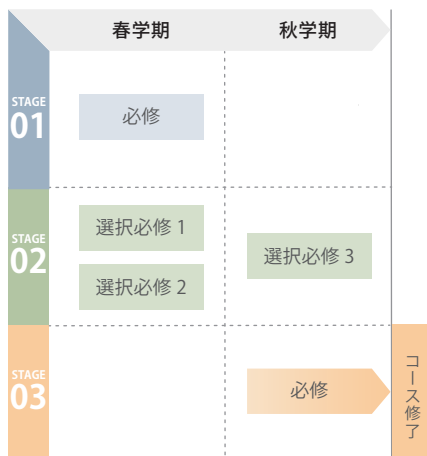 春学期
秋学期
STAGE
01
必修
STAGE
02
選択必修 1
選択必修 2
選択必修 3
STAGE
03
必修
コース修了